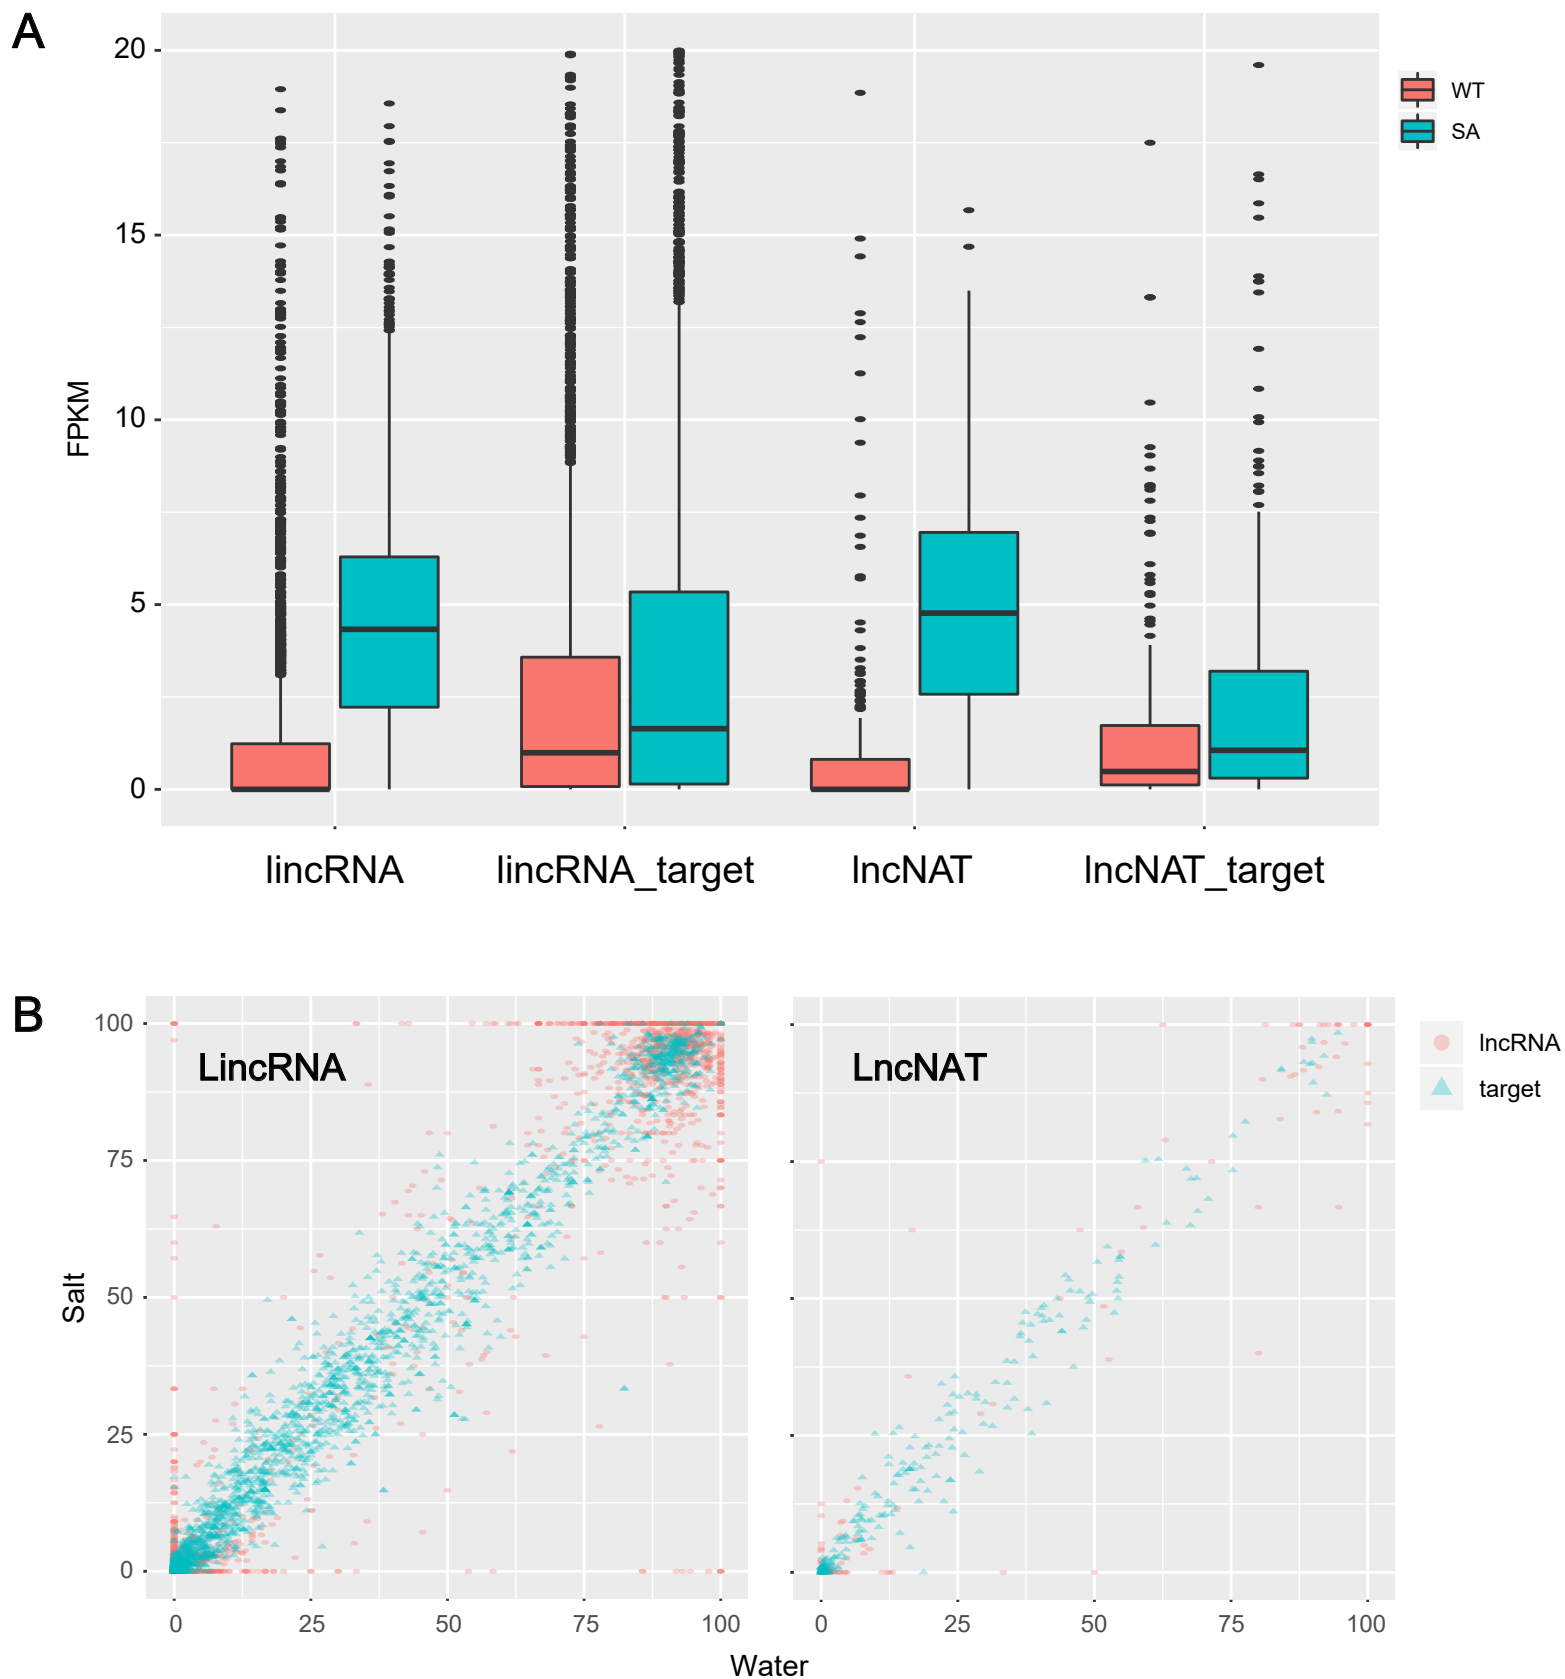 A
20
15
10
5
0
FPKM
WT
SA
lincRNA
lincRNA_target
lncNAT
lncNAT_target
B
LincRNA
LncNAT
lncRNA
target
100
75
50
25
0
Salt
0 25 50 75 100
0 25 50 75 100
Water